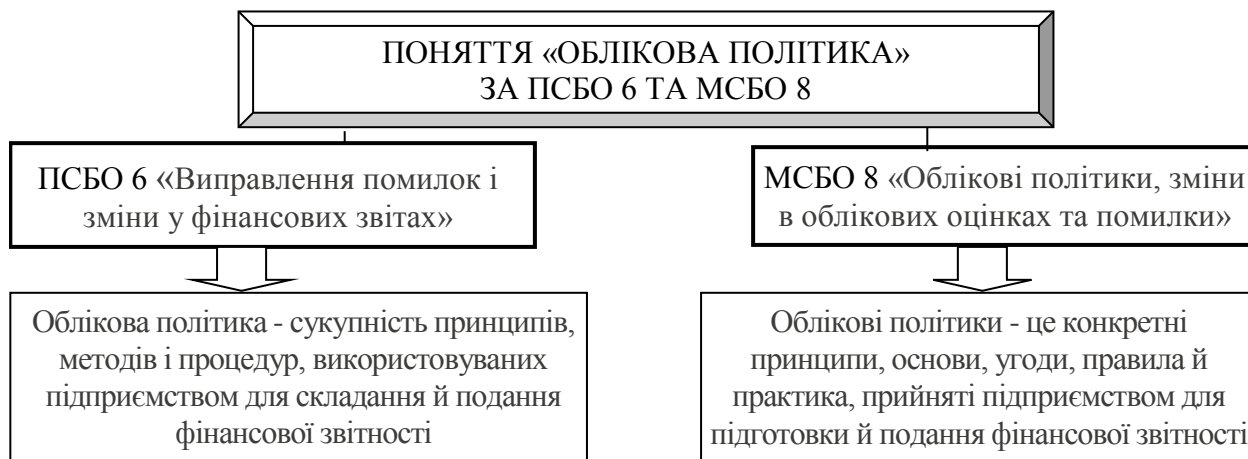 ПОНЯТТЯ «ОБЛІКОВА ПОЛІТИКА»
ЗА ПСБО 6 ТА МСБО 8
ПСБО 6 «Виправлення помилок і
зміни у фінансових звітах»
МСБО 8 «Облікові політики, зміни
в облікових оцінках та помилки»
Облікова політика - сукупність принципів,
методів і процедур, використовуваних
підприємством для складання й подання
фінансової звітності
Облікові політики - це конкретні
принципи, основи, угоди, правила й
практика, прийняті підприємством для
підготовки й подання фінансової звітності